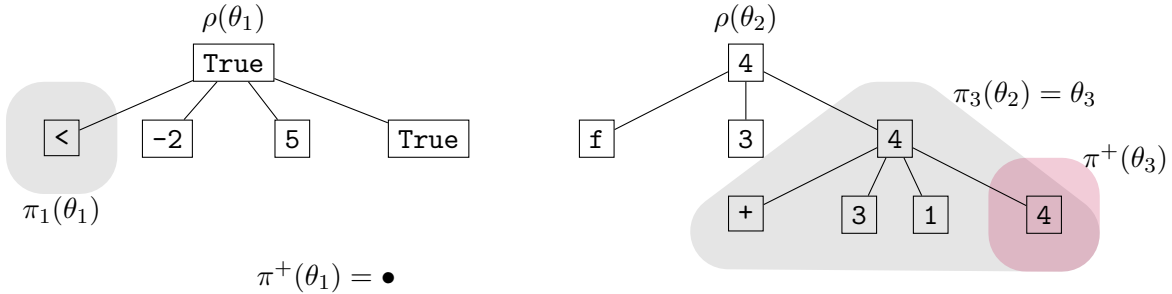 ρ(θ₁)
True
< -2 5 True
π₁(θ₁)
π⁺(θ₁) = •
ρ(θ₂)
4
π₃(θ₂) = θ₃
f 3 4
π⁺(θ₃)
+ 3 1 4